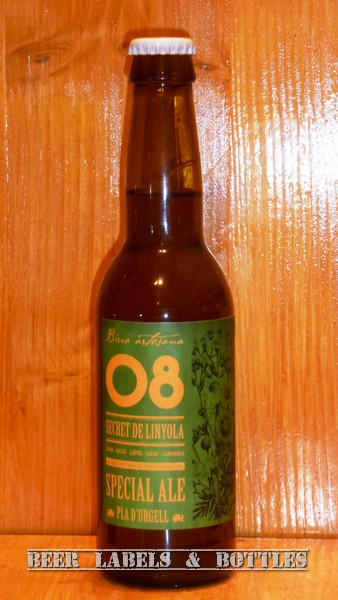 Birra artesana
08
SECRET DE LINYOLA
SPECIAL ALE
PLA D'URGELL
BEER LABELS & BOTTLES